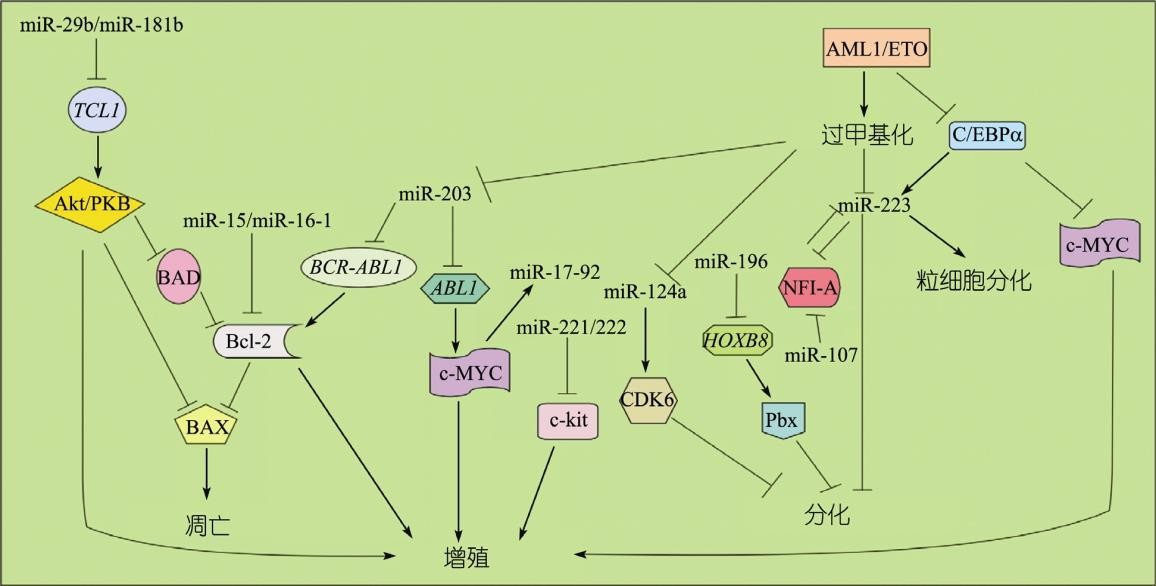 miR-29b/miR-181b
AML1/ETO
TCL1
过甲基化
C/EBPα
Akt/PKB
miR-203
miR-223
miR-15/miR-16-1
c-MYC
BCR-ABL1
miR-196
BAD
miR-17-92
粒细胞分化
ABL1
miR-124a
NFI-A
miR-221/222
Bcl-2
HOXB8
miR-107
c-MYC
CDK6
c-kit
Pbx
BAX
分化
凋亡
增殖